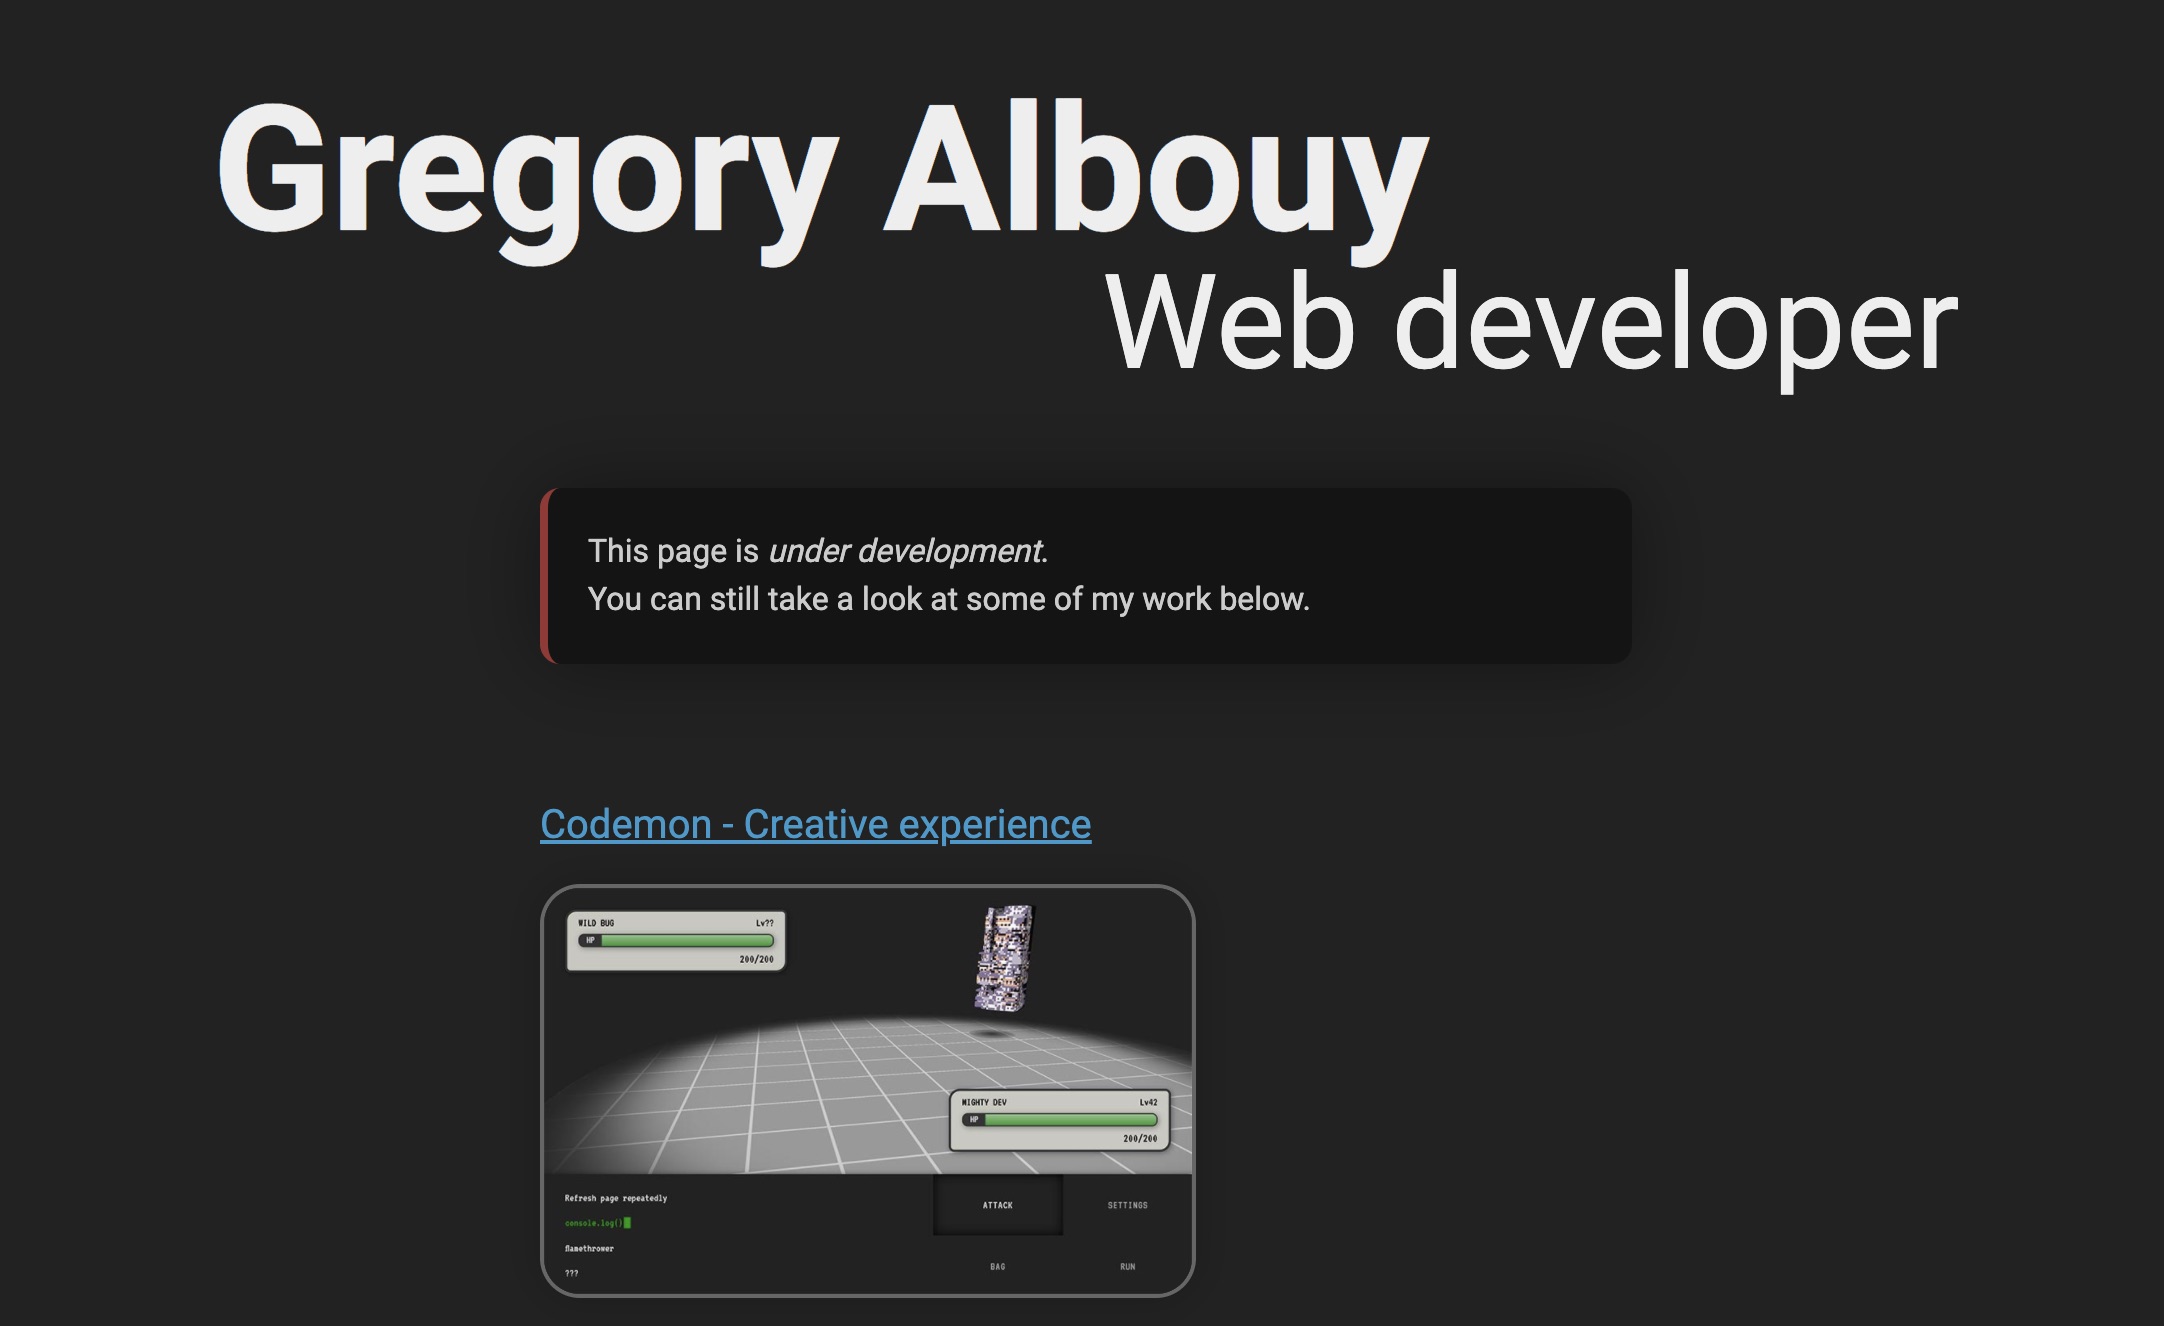 Gregory Albouy
Web developer
This page is under development.
You can still take a look at some of my work below.
Codemon - Creative experience
WILD BUG Lv??
HP
200/200
MIGHTY DEV Lv42
HP
200/200
Refresh page repeatedly
console.log()
flamethrower
???
ATTACK SETTINGS
BAG RUN